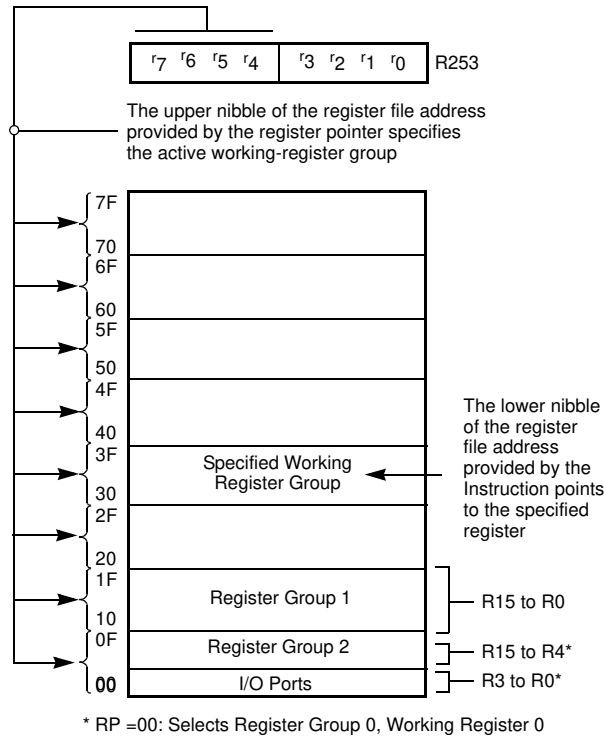 r7 r6 r5 r4 r3 r2 r1 r0 R253
The upper nibble of the register file address
provided by the register pointer specifies
the active working-register group
7F
70
6F
60
5F
50
4F
40
3F
Specified Working
Register Group
30
2F
20
1F
Register Group 1
10
0F
Register Group 2
00
I/O Ports
The lower nibble
of the register
file address
provided by the
Instruction points
to the specified
register
R15 to R0
R15 to R4*
R3 to R0*
* RP =00: Selects Register Group 0, Working Register 0